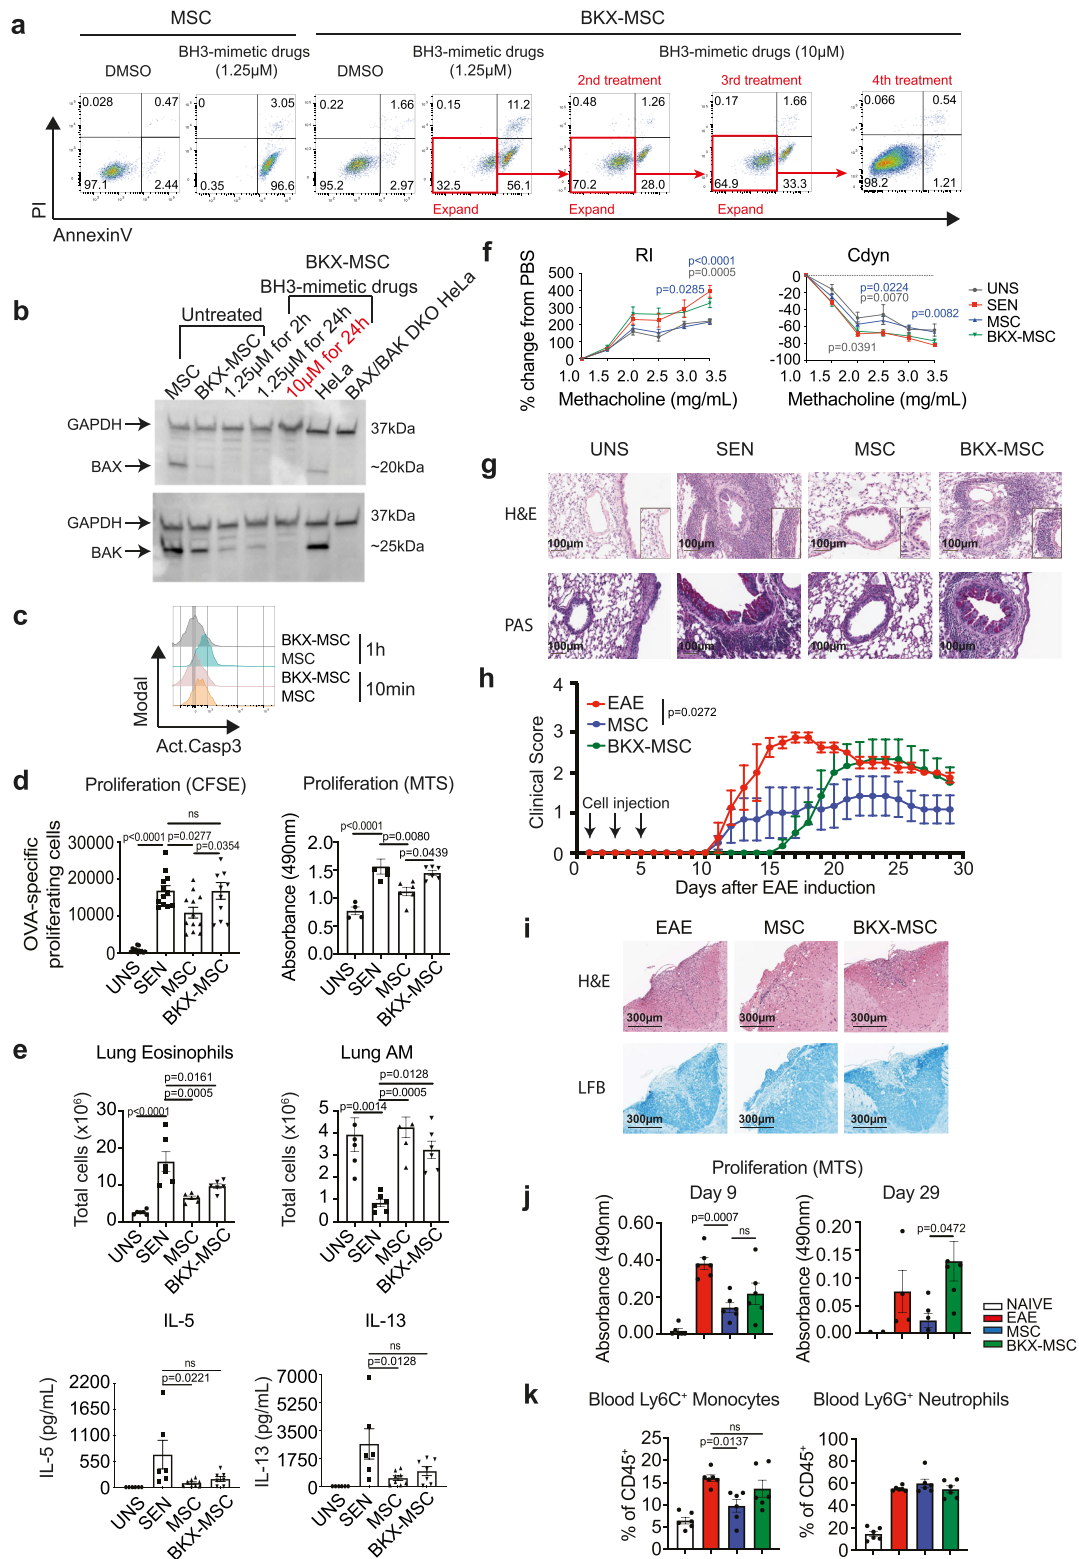 a
MSC
BKX-MSC
DMSO
BH3-mimetic drugs
(1.25µM)
DMSO
BH3-mimetic drugs
(1.25µM)
BH3-mimetic drugs (10µM)
2nd treatment
3rd treatment
4th treatment
0.028 0.47
0 3.05
0.22 1.66
0.15 11.2
0.48 1.26
0.17 1.66
0.066 0.54
97.1 2.44
0.35 96.6
95.2 2.97
32.5 56.1
70.2 28.0
64.9 33.3
98.2 1.21
Expand Expand Expand
PI
AnnexinV
b
BKX-MSC
BH3-mimetic drugs
Untreated
MSC
BKX-MSC
1.25µM for 2h
1.25µM for 24h
10µM for 24h
HeLa
BAX/BAK DKO HeLa
GAPDH 37kDa
BAX ~20kDa
GAPDH 37kDa
BAK ~25kDa
c
BKX-MSC
MSC
1h
BKX-MSC
MSC
10min
Modal
Act.Casp3
d
Proliferation (CFSE)
OVA-specific
proliferating cells
30000
20000
10000
0
ns
p<0.0001 p=0.0277
p=0.0354
UNS SEN MSC BKX-MSC
Proliferation (MTS)
Absorbance (490nm)
2.0
1.5
1.0
0.5
0.0
p<0.0001
p=0.0080
p=0.0439
UNS SEN MSC BKX-MSC
e
Lung Eosinophils
Total cells (x10⁶)
30
20
10
0
p=0.0161
p=0.0005
p<0.0001
UNS SEN MSC BKX-MSC
Lung AM
Total cells (x10⁶)
5
4
3
2
1
0
p=0.0128
p=0.0005
p=0.0014
UNS SEN MSC BKX-MSC
IL-5
IL-5 (pg/mL)
2200
1650
1100
550
0
ns
p=0.0221
UNS SEN MSC BKX-MSC
IL-13
IL-13 (pg/mL)
7000
5250
3500
1750
0
ns
p=0.0128
UNS SEN MSC BKX-MSC
f
RI
% change from PBS
500
400
300
200
100
0
p<0.0001
p=0.0005
p=0.0285
1.0 1.0 1.5 2.0 2.5 3.0 3.5
Methacholine (mg/mL)
Cdyn
0
-20
-40
-60
-80
-100
p=0.0224
p=0.0070
p=0.0082
p=0.0391
1.0 1.0 1.5 2.0 2.5 3.0 3.5
Methacholine (mg/mL)
UNS
SEN
MSC
BKX-MSC
g
UNS SEN MSC BKX-MSC
H&E
100µm 100µm 100µm 100µm
PAS
100µm 100µm 100µm 100µm
h
Clinical Score
4
3
2
1
0
EAE
MSC
BKX-MSC
p=0.0272
Cell injection
0 5 10 15 20 25 30
Days after EAE induction
i
EAE MSC BKX-MSC
H&E
300µm 300µm 300µm
LFB
300µm 300µm 300µm
j
Proliferation (MTS)
Day 9
Absorbance (490nm)
0.60
0.40
0.20
0.00
p=0.0007
ns
Day 29
Absorbance (490nm)
0.20
0.15
0.10
0.05
0.00
p=0.0472
NAIVE
EAE
MSC
BKX-MSC
k
Blood Ly6C⁺ Monocytes
% of CD45⁺
25
20
15
10
5
0
ns
p=0.0137
Blood Ly6G⁺ Neutrophils
% of CD45⁺
100
80
60
40
20
0